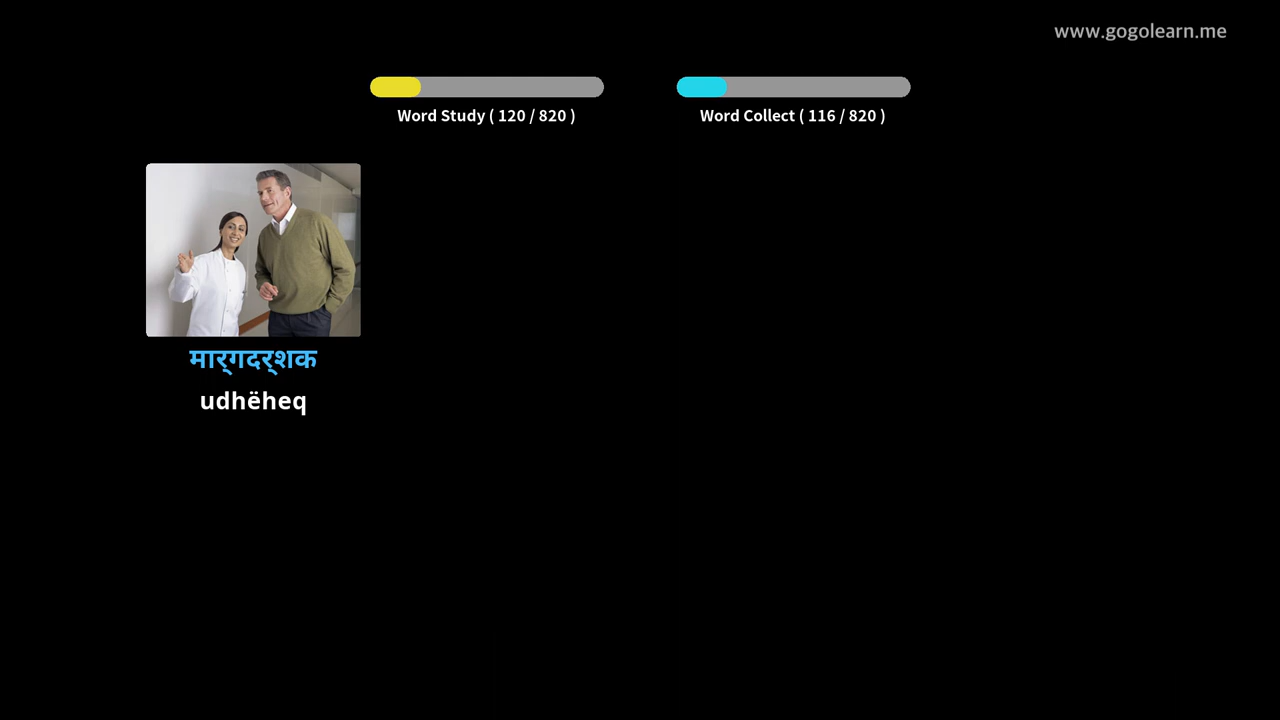 www.gogolearn.me
Word Study ( 120 / 820 )
Word Collect ( 116 / 820 )
मार्गदर्शक
udhëheq